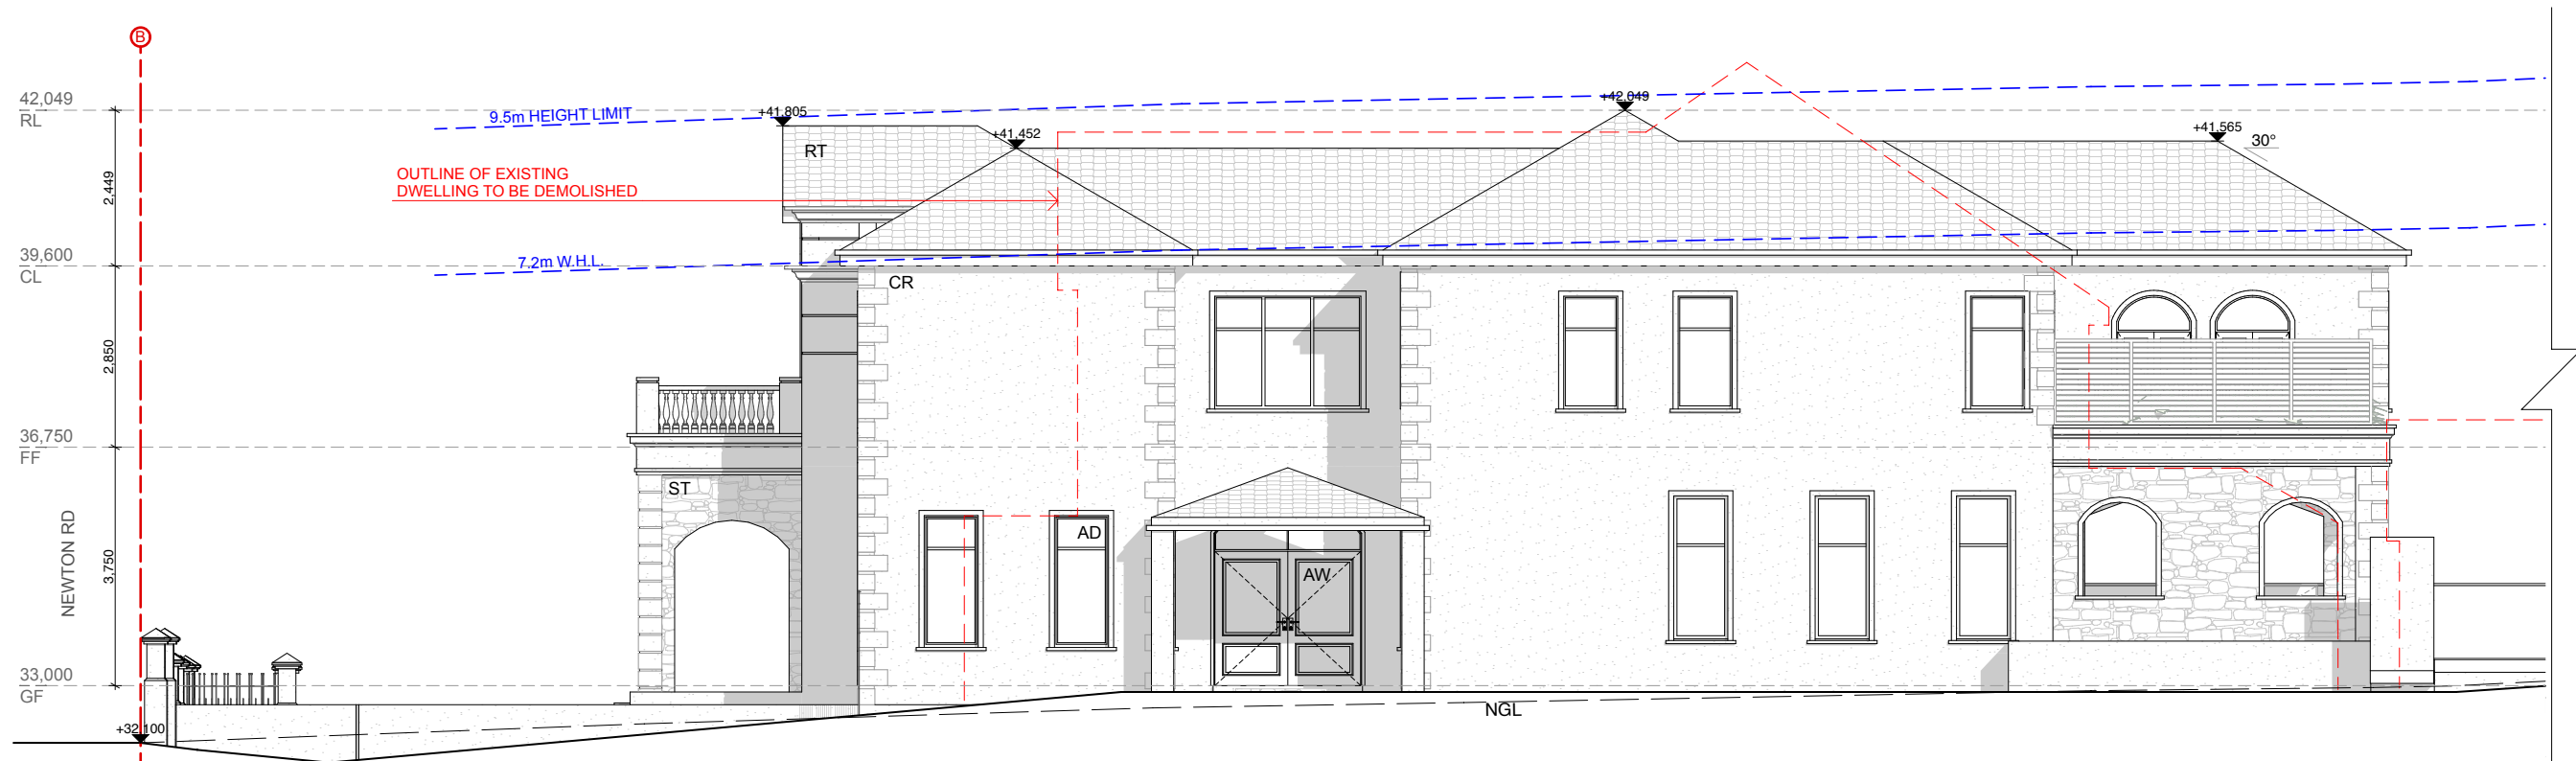 B
42,049
RL
9.5m HEIGHT LIMIT
+41.805
+41,452
+42,049
+41.565
30°
RT
OUTLINE OF EXISTING
DWELLING TO BE DEMOLISHED
2,449
39,600
CL
7.2m W.H.L.
CR
2,850
36,750
FF
ST
AD
AW
3,750
NEWTON RD
33,000
GF
+32,100
NGL